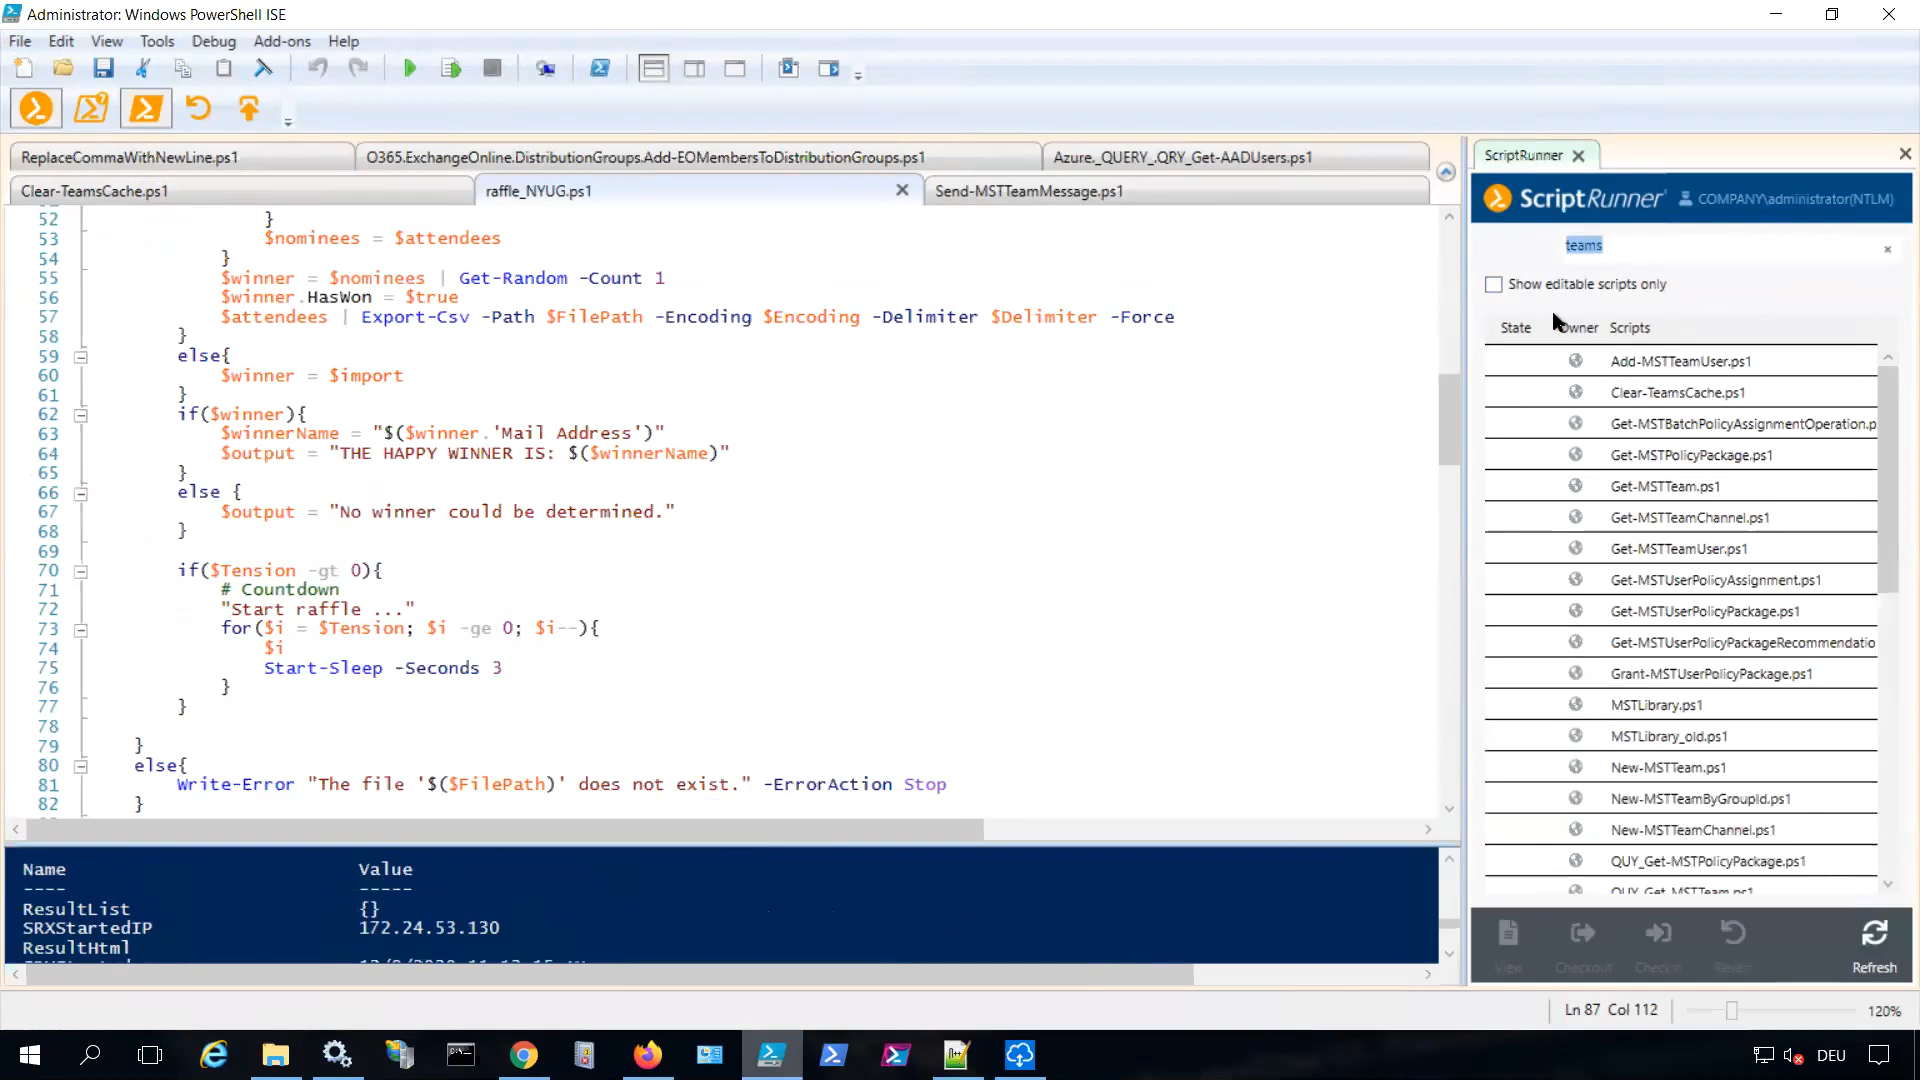 Administrator: Windows PowerShell ISE
File Edit View Tools Debug Add-ons Help
ReplaceCommaWithNewLine.ps1 O365.ExchangeOnline.DistributionGroups.Add-EOMembersToDistributionGroups.ps1 Azure._QUERY_.QRY_Get-AADUsers.ps1
Clear-TeamsCache.ps1 raffle_NYUG.ps1 Send-MSTTeamMessage.ps1
52 }
53 $nominees = $attendees
54 }
55 $winner = $nominees | Get-Random -Count 1
56 $winner.HasWon = $true
57 $attendees | Export-Csv -Path $FilePath -Encoding $Encoding -Delimiter $Delimiter -Force
58 }
59 else{
60 $winner = $import
61 }
62 if($winner){
63 $winnerName = "$($winner.'Mail Address')"
64 $output = "THE HAPPY WINNER IS: $($winnerName)"
65 }
66 else {
67 $output = "No winner could be determined."
68 }
69
70 if($Tension -gt 0){
71 # Countdown
72 "Start raffle ..."
73 for($i = $Tension; $i -ge 0; $i--){
74 $i
75 Start-Sleep -Seconds 3
76 }
77 }
78
79 }
80 else{
81 Write-Error "The file '$($FilePath)' does not exist." -ErrorAction Stop
82 }
Name Value
---- -----
ResultList {}
SRXStartedIP 172.24.53.130
ResultHtml
ScriptRunner
ScriptRunner COMPANY\administrator(NTLM)
teams
Show editable scripts only
State Owner Scripts
Add-MSTTeamUser.ps1
Clear-TeamsCache.ps1
Get-MSTBatchPolicyAssignmentOperation.p
Get-MSTPolicyPackage.ps1
Get-MSTTeam.ps1
Get-MSTTeamChannel.ps1
Get-MSTTeamUser.ps1
Get-MSTUserPolicyAssignment.ps1
Get-MSTUserPolicyPackage.ps1
Get-MSTUserPolicyPackageRecommendatio
Grant-MSTUserPolicyPackage.ps1
MSTLibrary.ps1
MSTLibrary_old.ps1
New-MSTTeam.ps1
New-MSTTeamByGroupId.ps1
New-MSTTeamChannel.ps1
QUY_Get-MSTPolicyPackage.ps1
QUY_Get-MSTTeam.ps1
View Checkout Checkin Revert Refresh
Ln 87 Col 112 120%
DEU